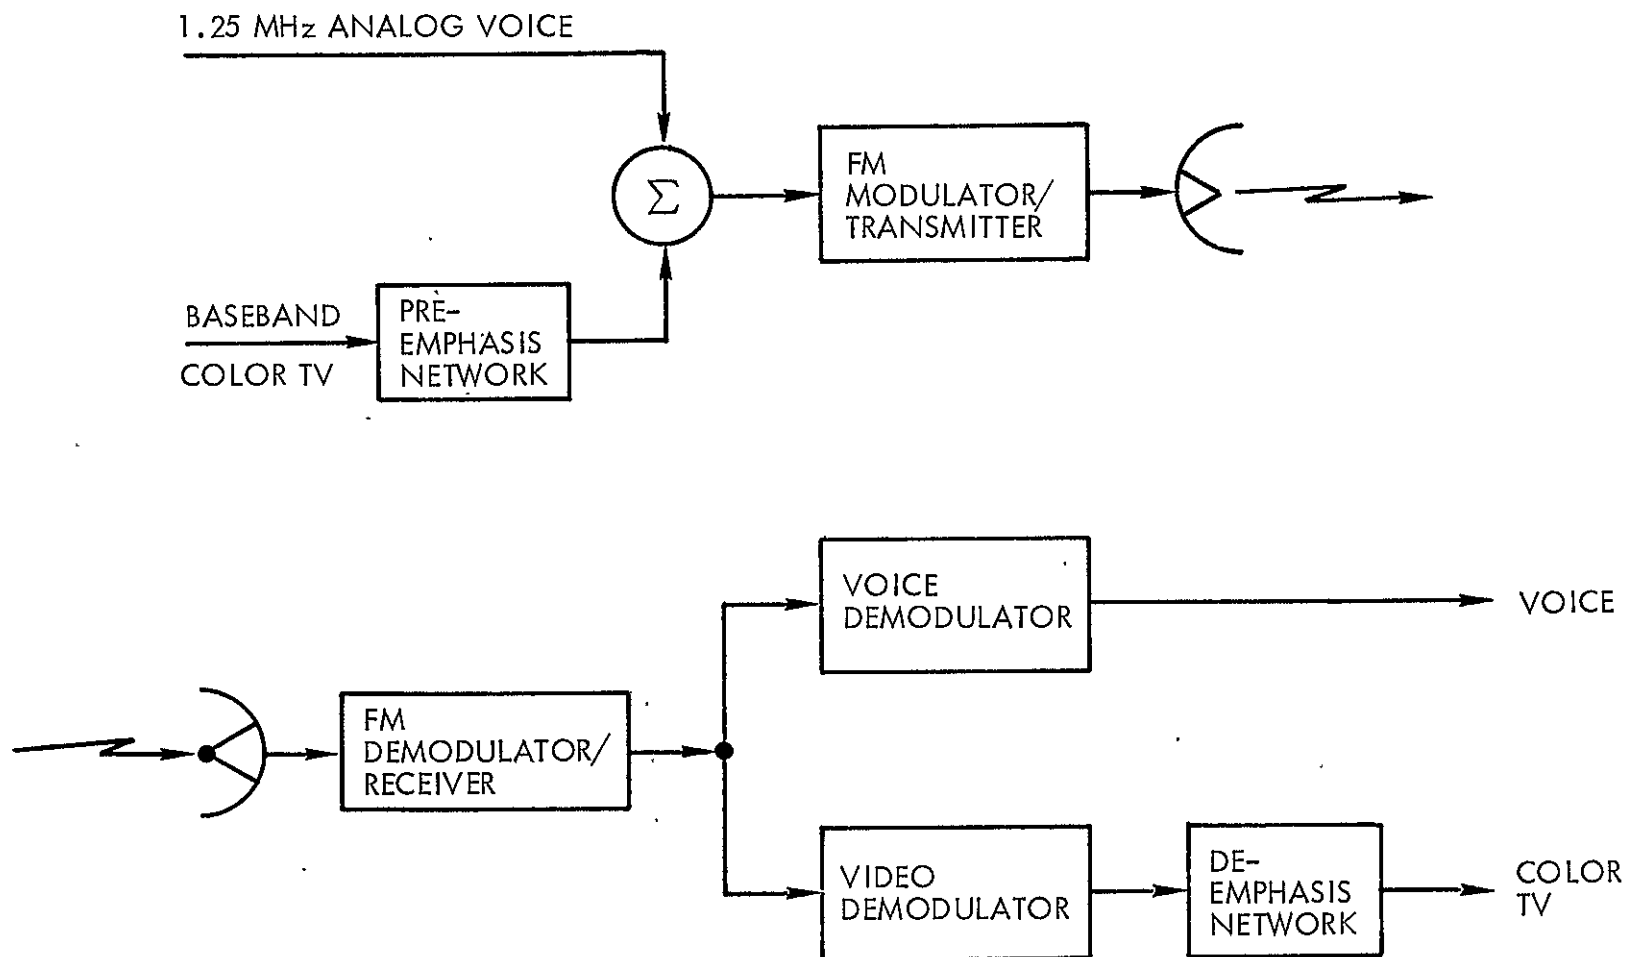 1.25 MHz ANALOG VOICE
Σ
FM
MODULATOR/
TRANSMITTER
BASEBAND
COLOR TV
PRE-
EMPHASIS
NETWORK
VOICE
DEMODULATOR
VOICE
FM
DEMODULATOR/
RECEIVER
VIDEO
DEMODULATOR
DE-
EMPHASIS
NETWORK
COLOR
TV